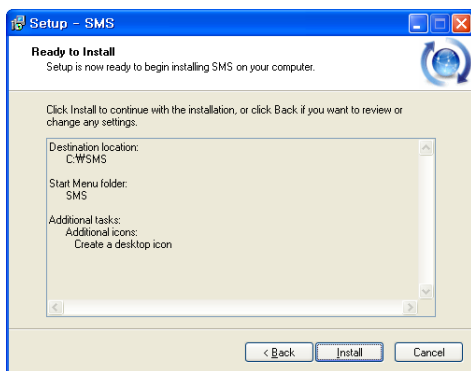 Setup - SMS
Ready to Install
Setup is now ready to begin installing SMS on your computer.
Click Install to continue with the installation, or click Back if you want to review or
change any settings.
Destination location:
C:₩SMS
Start Menu folder:
SMS
Additional tasks:
Additional icons:
Create a desktop icon
< Back
Install
Cancel